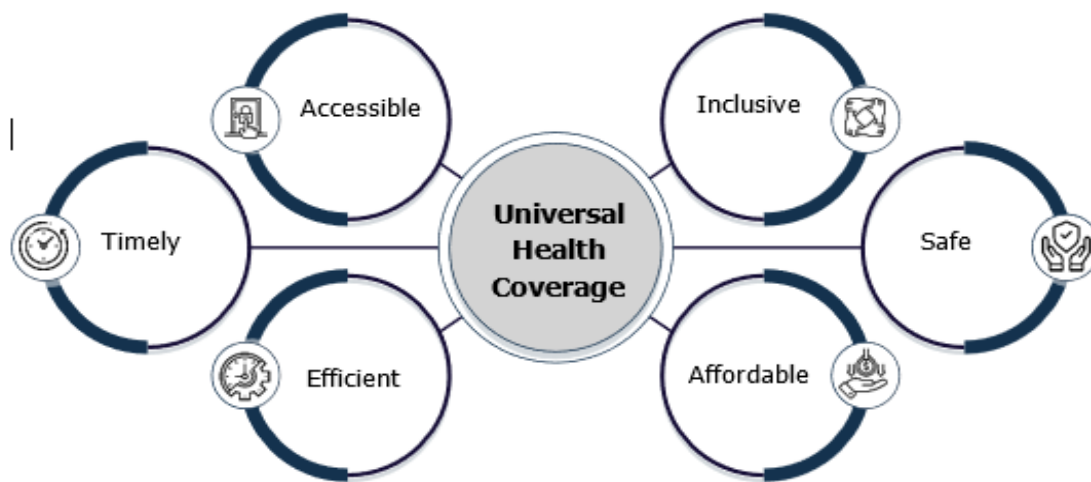 Accessible
Inclusive
Timely
Universal
Health
Coverage
Safe
Efficient
Affordable